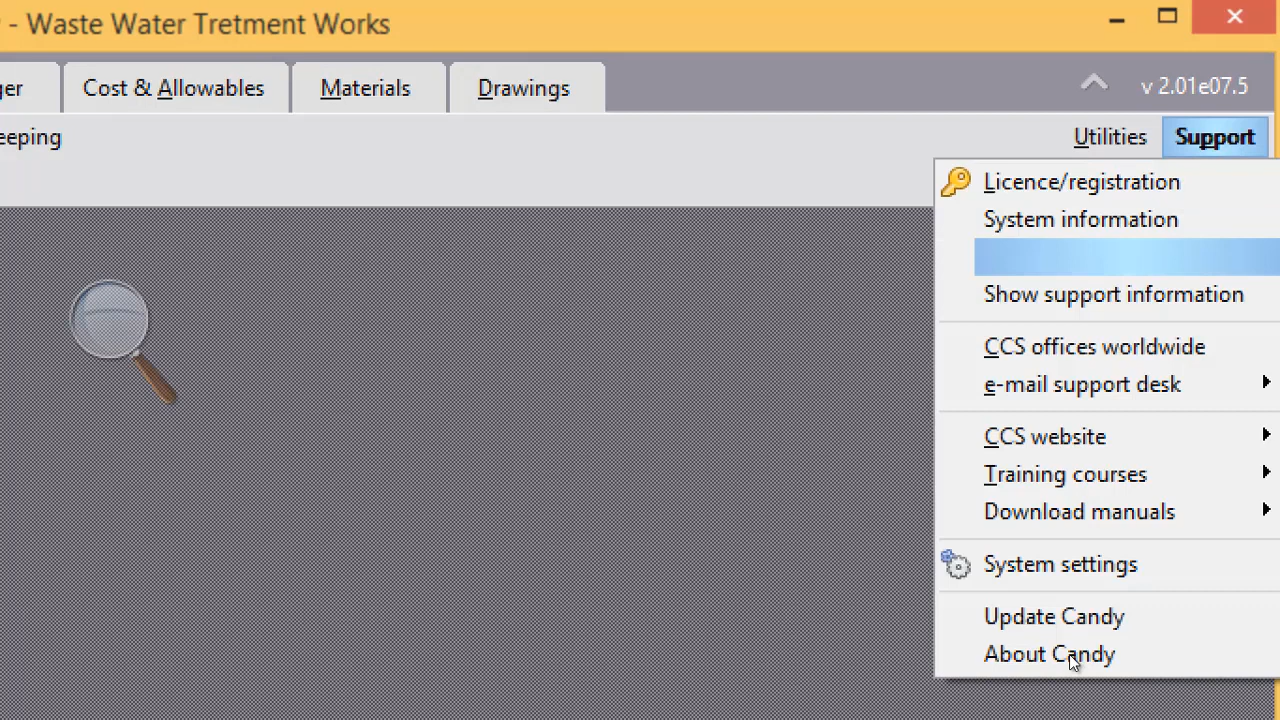 - Waste Water Tretment Works
ger
Cost & Allowables
Materials
Drawings
v 2.01e07.5
eeping
Utilities
Support
Licence/registration
System information
Show support information
CCS offices worldwide
e-mail support desk
CCS website
Training courses
Download manuals
System settings
Update Candy
About Candy